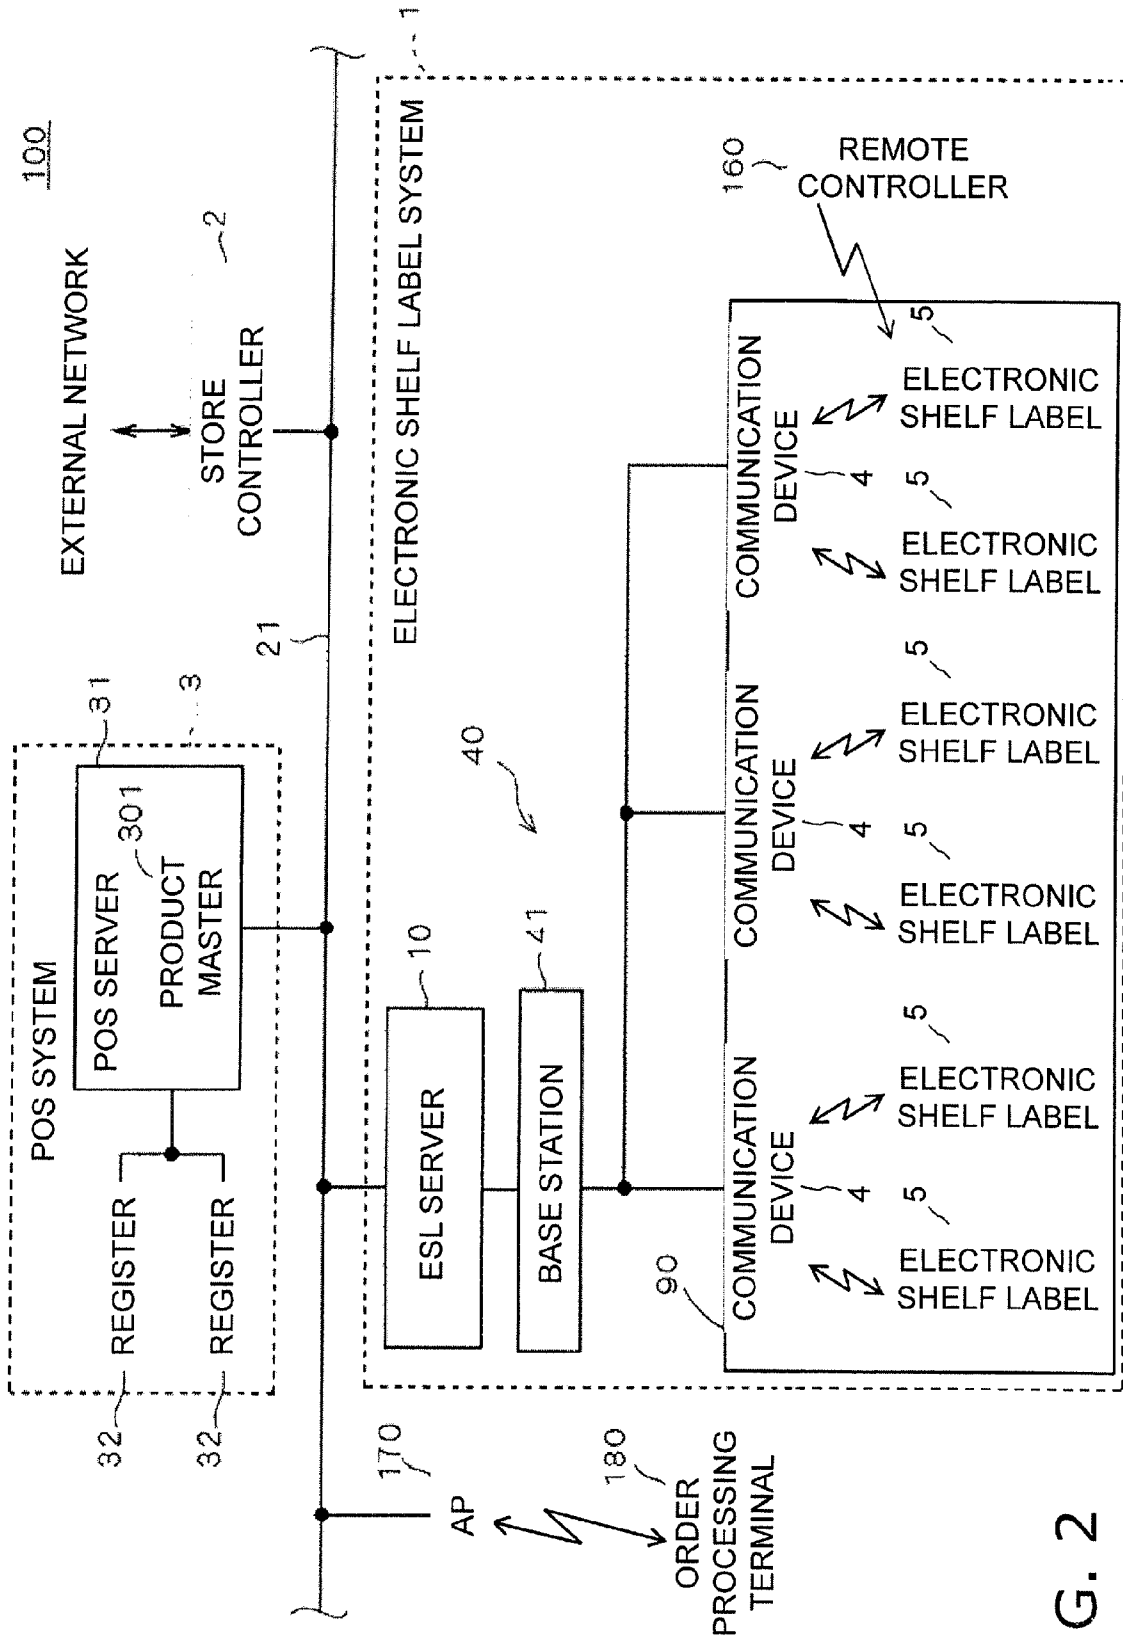 100
EXTERNAL NETWORK
STORE
CONTROLLER
2
POS SYSTEM
3
POS SERVER
31
301
PRODUCT
MASTER
REGISTER
32
REGISTER
32
21
ELECTRONIC SHELF LABEL SYSTEM
1
ESL SERVER
10
BASE STATION
41
40
AP
170
180
ORDER
PROCESSING
TERMINAL
160
REMOTE
CONTROLLER
90
COMMUNICATION
DEVICE
4
COMMUNICATION
DEVICE
4
COMMUNICATION
DEVICE
4
5
ELECTRONIC
SHELF LABEL
5
ELECTRONIC
SHELF LABEL
5
ELECTRONIC
SHELF LABEL
5
ELECTRONIC
SHELF LABEL
5
ELECTRONIC
SHELF LABEL
5
ELECTRONIC
SHELF LABEL
G. 2